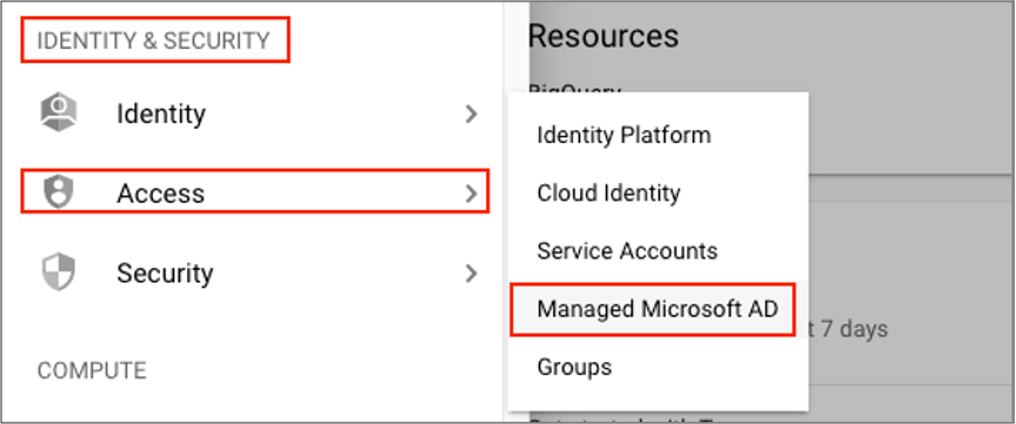 IDENTITY & SECURITY
Identity
Access
Security
COMPUTE
Resources
BigQuery
Identity Platform
Cloud Identity
Service Accounts
Managed Microsoft AD
t 7 days
Groups